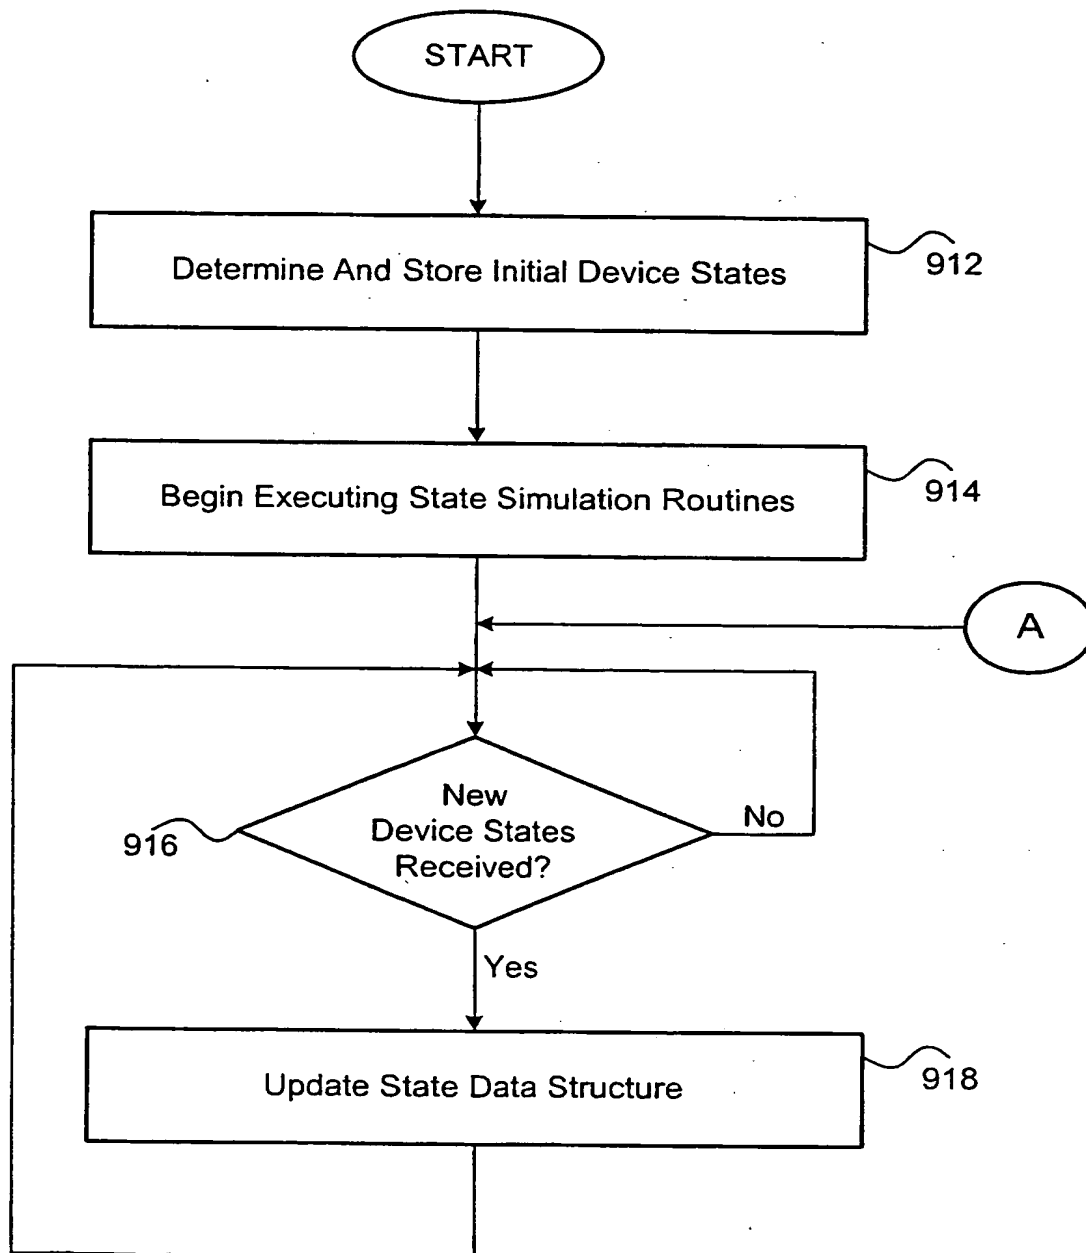 START
Determine And Store Initial Device States
912
Begin Executing State Simulation Routines
914
A
New
Device States
Received?
No
916
Yes
Update State Data Structure
918